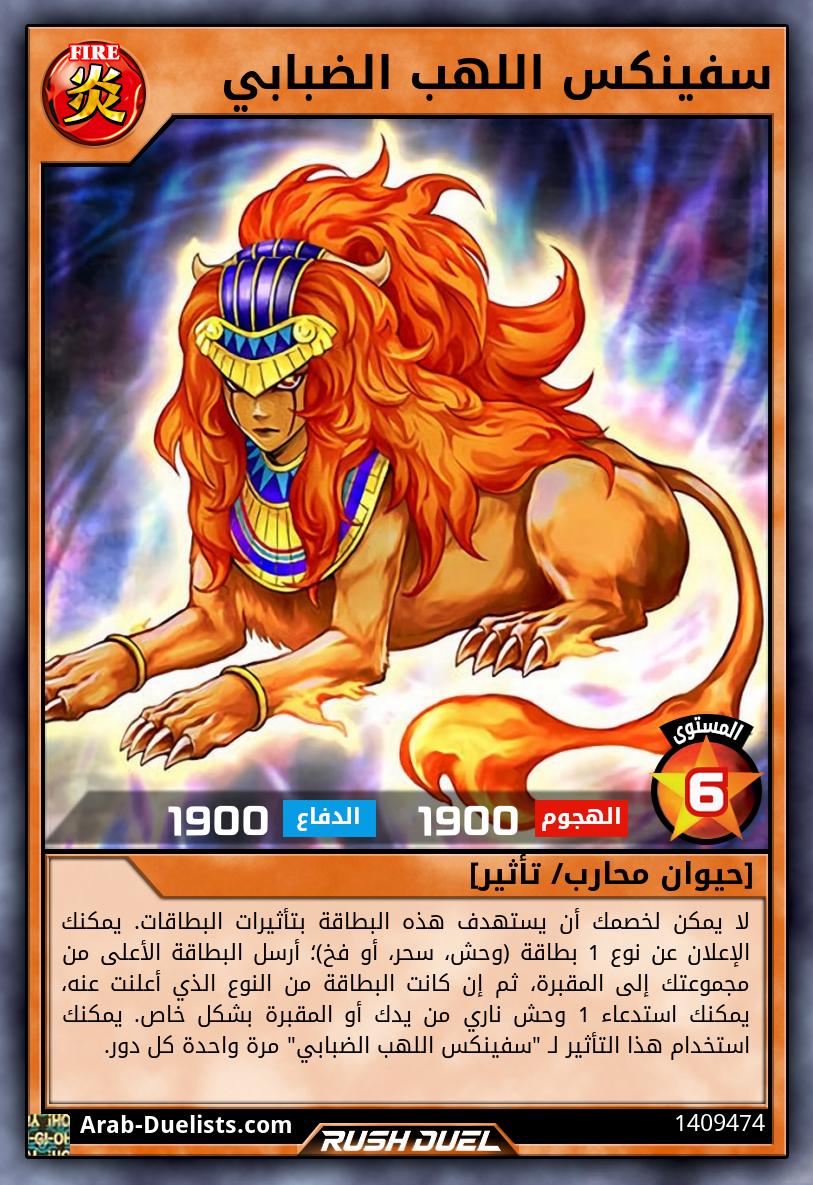 FIRE
炎
سفينكس اللهب الضبابي
المستوى
6
الهجوم 1900 الدفاع 1900
[حيوان محارب/ تأثير]
لا يمكن لخصمك أن يستهدف هذه البطاقة بتأثيرات البطاقات. يمكنك
الإعلان عن نوع 1 بطاقة (وحش، سحر، أو فخ)؛ أرسل البطاقة الأعلى من
مجموعتك إلى المقبرة، ثم إن كانت البطاقة من النوع الذي أعلنت عنه،
يمكنك استدعاء 1 وحش ناري من يدك أو المقبرة بشكل خاص. يمكنك
استخدام هذا التأثير لـ "سفينكس اللهب الضبابي" مرة واحدة كل دور.
Arab-Duelists.com
RUSH DUEL
1409474